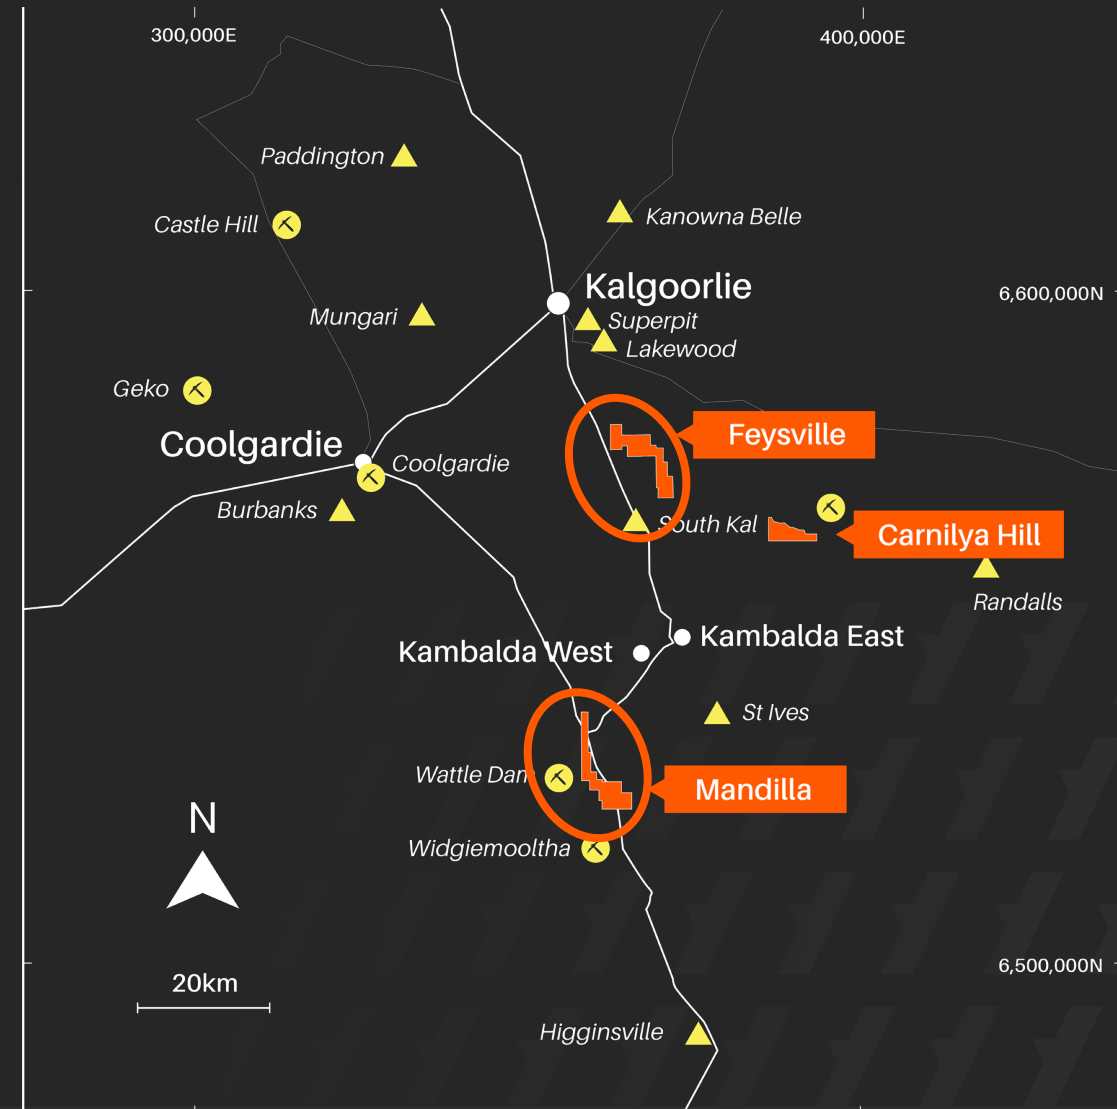 300,000E
400,000E
Paddington
Castle Hill
Kanowna Belle
Kalgoorlie
6,600,000N
Mungari
Superpit
Lakewood
Geko
Feysville
Coolgardie
Coolgardie
Burbanks
South Kal
Carnilya Hill
Randalls
Kambalda East
Kambalda West
St Ives
Wattle Dam
Mandilla
N
Widgiemooltha
6,500,000N
20km
Higginsville